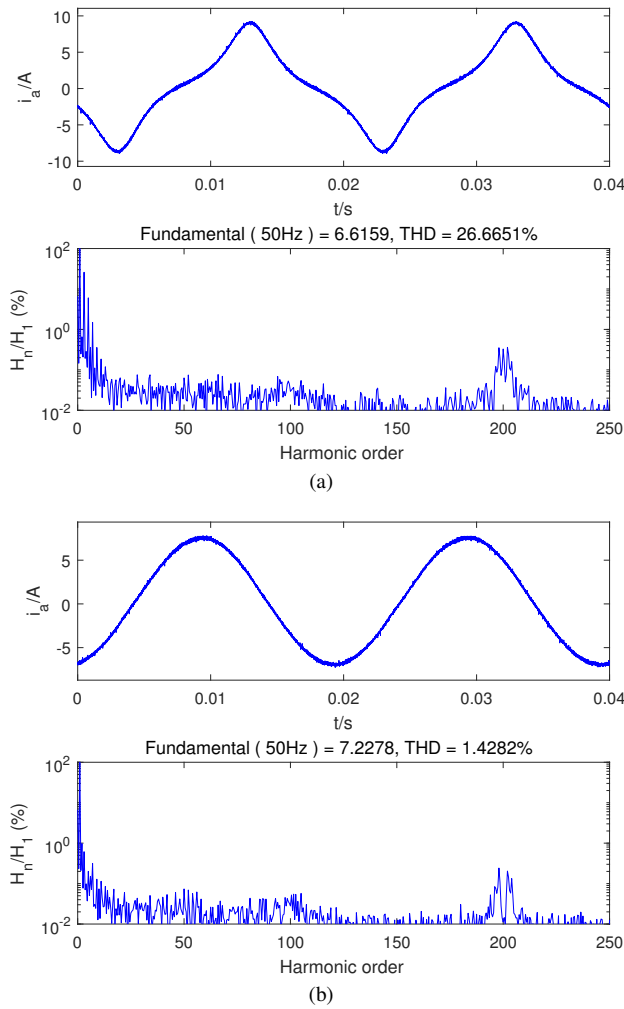 10
5
0
-5
-10
i_a/A
0 0.01 0.02 0.03 0.04
t/s
Fundamental ( 50Hz ) = 6.6159, THD = 26.6651%
10^2
10^0
10^-2
H_n/H_1 (%)
0 50 100 150 200 250
Harmonic order
(a)
5
0
-5
i_a/A
0 0.01 0.02 0.03 0.04
t/s
Fundamental ( 50Hz ) = 7.2278, THD = 1.4282%
10^2
10^0
10^-2
H_n/H_1 (%)
0 50 100 150 200 250
Harmonic order
(b)